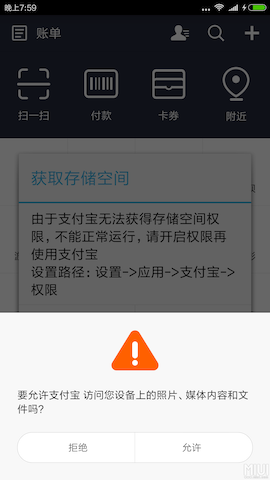 晚上7:59
账单
扫一扫
付款
卡券
附近
获取存储空间
由于支付宝无法获得存储空间权
限，不能正常运行，请开启权限再
使用支付宝
设置路径：设置->应用->支付宝->
权限
要允许支付宝 访问您设备上的照片、媒体内容和文
件吗？
拒绝
允许
MIUI